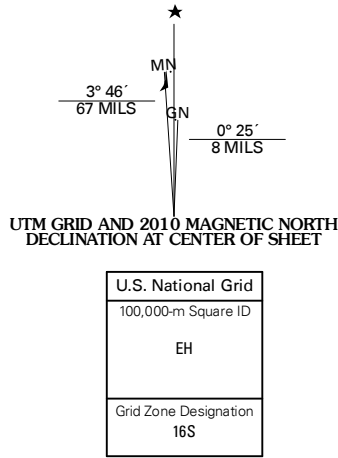 MN
3° 46´
67 MILS
GN
0° 25´
8 MILS
UTM GRID AND 2010 MAGNETIC NORTH
DECLINATION AT CENTER OF SHEET
U.S. National Grid
100,000-m Square ID
EH
Grid Zone Designation
16S